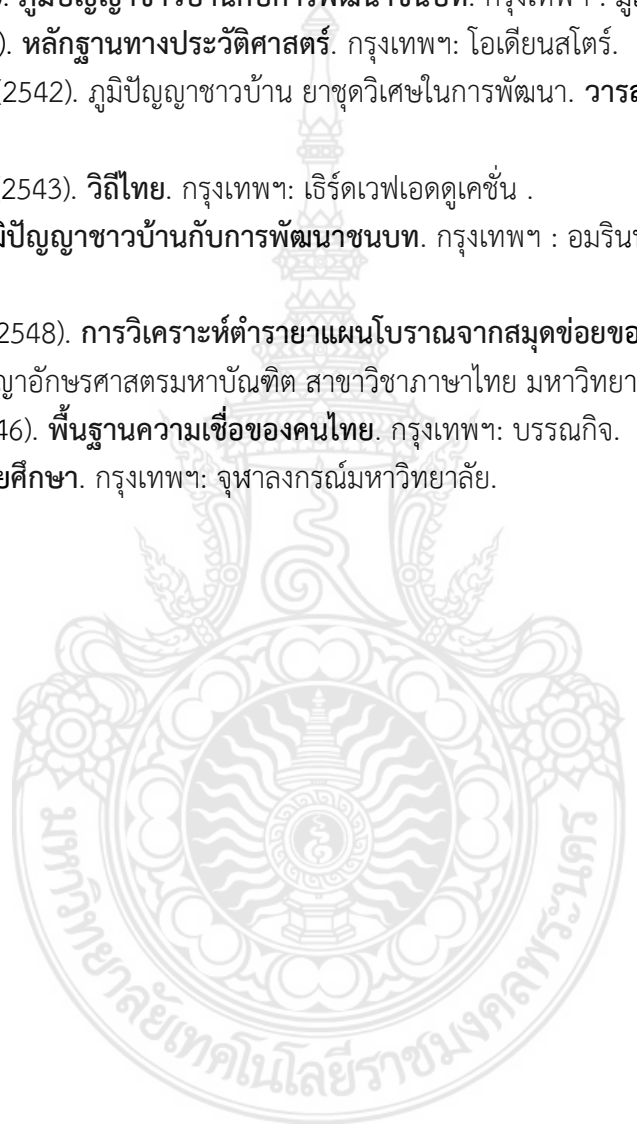 ภูมิปัญญาชาวบ้านกับการพัฒนาชนบท. กรุงเทพฯ :
). หลักฐานทางประวัติศาสตร์. กรุงเทพฯ: โอเดียนสโตร์.
2542). ภูมิปัญญาชาวบ้าน ยาชุดวิเศษในการพัฒนา.
2543). วิถีไทย. กรุงเทพฯ: เธิร์ดเวฟเอดดูเคชั่น .
มิปัญญาชาวบ้านกับการพัฒนาชนบท. กรุงเทพฯ :
2548). การวิเคราะห์ตำรายาแผนโบราณจากสมุดข่อยขอ
ญาอักษรศาสตรมหาบัณฑิต สาขาวิชาภาษาไทย มหาวิทยา
46). พื้นฐานความเชื่อของคนไทย. กรุงเทพฯ: บรรณกิจ.
ยศึกษา. กรุงเทพฯ: จุฬาลงกรณ์มหาวิทยาลัย.
มหาวิทยาลัยเทคโนโลยีราชมงคลพระนคร